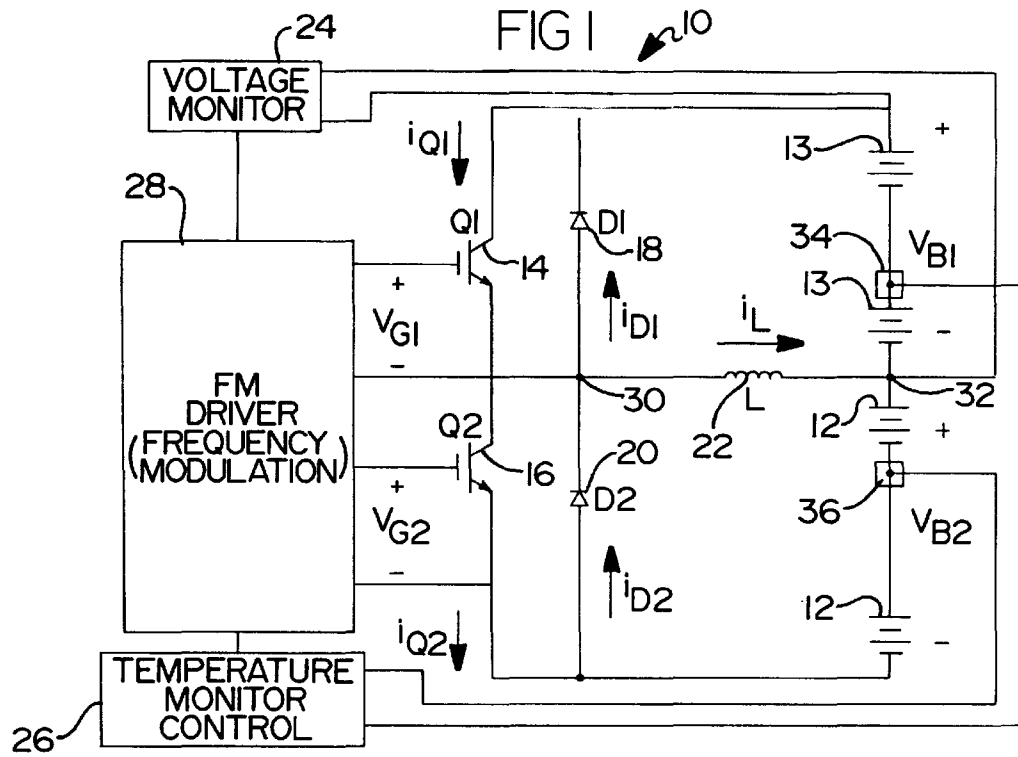 FIG 1
10
24
VOLTAGE
MONITOR
28
FM
DRIVER
(FREQUENCY
MODULATION)
iQ1
Q1
14
+
VG1
-
Q2
16
+
VG2
-
iQ2
D1
18
iD1
30
20
D2
iD2
iL
22
L
13
+
34
VB1
13
-
32
12
+
36
VB2
12
-
TEMPERATURE
MONITOR
CONTROL
26